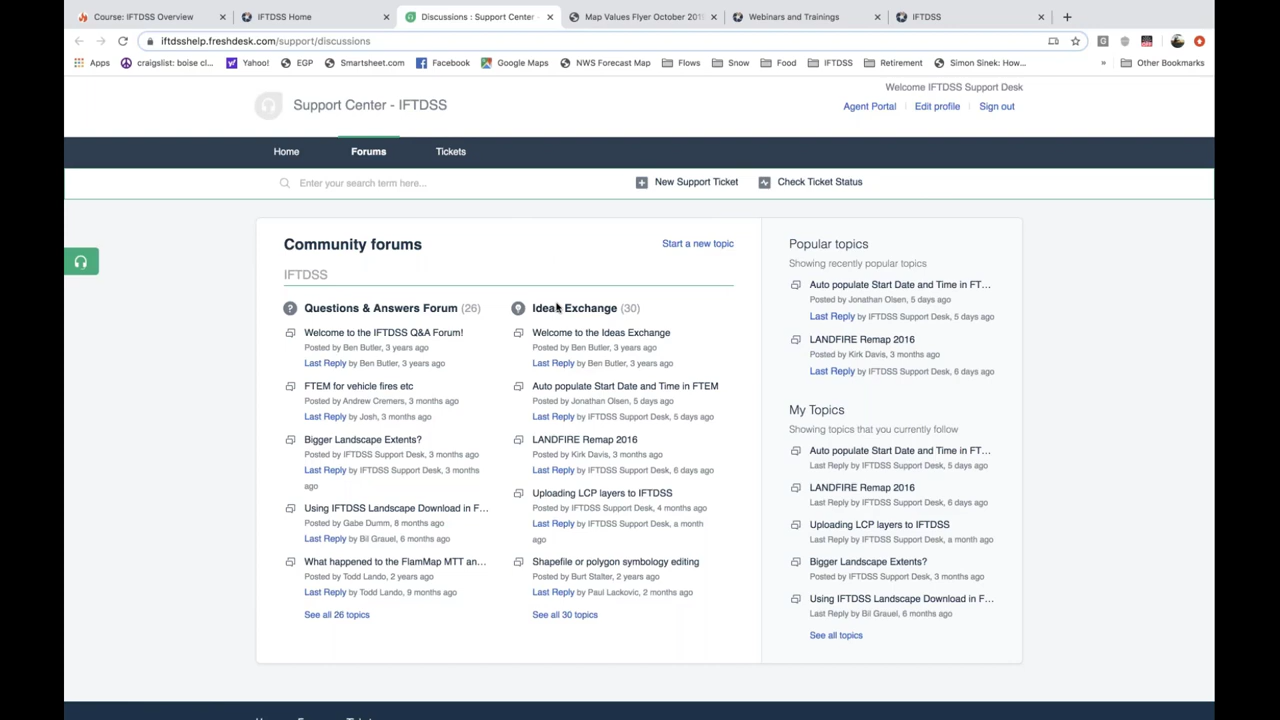 Course: IFTDSS Overview
IFTDSS Home
Discussions : Support Center -
Map Values Flyer October 201
Webinars and Trainings
IFTDSS
iftdsshelp.freshdesk.com/support/discussions
Apps
craigslist: boise cl...
Yahoo!
EGP
Smartsheet.com
Facebook
Google Maps
NWS Forecast Map
Flows
Snow
Food
IFTDSS
Retirement
Simon Sinek: How...
»
Other Bookmarks
Welcome IFTDSS Support Desk
Support Center - IFTDSS
Agent Portal
Edit profile
Sign out
Home
Forums
Tickets
Enter your search term here...
New Support Ticket
Check Ticket Status
Community forums
Start a new topic
IFTDSS
Questions & Answers Forum (26)
Welcome to the IFTDSS Q&A Forum!
Posted by Ben Butler, 3 years ago
Last Reply by Ben Butler, 3 years ago
FTEM for vehicle fires etc
Posted by Andrew Cremers, 3 months ago
Last Reply by Josh, 3 months ago
Bigger Landscape Extents?
Posted by IFTDSS Support Desk, 3 months ago
Last Reply by IFTDSS Support Desk, 3 months
ago
Using IFTDSS Landscape Download in F...
Posted by Gabe Dumm, 8 months ago
Last Reply by Bil Grauel, 6 months ago
What happened to the FlamMap MTT an...
Posted by Todd Lando, 2 years ago
Last Reply by Todd Lando, 9 months ago
See all 26 topics
Ideas Exchange (30)
Welcome to the Ideas Exchange
Posted by Ben Butler, 3 years ago
Last Reply by Ben Butler, 3 years ago
Auto populate Start Date and Time in FTEM
Posted by Jonathan Olsen, 5 days ago
Last Reply by IFTDSS Support Desk, 5 days ago
LANDFIRE Remap 2016
Posted by Kirk Davis, 3 months ago
Last Reply by IFTDSS Support Desk, 6 days ago
Uploading LCP layers to IFTDSS
Posted by IFTDSS Support Desk, 4 months ago
Last Reply by IFTDSS Support Desk, a month
ago
Shapefile or polygon symbology editing
Posted by Burt Stalter, 2 years ago
Last Reply by Paul Lackovic, 2 months ago
See all 30 topics
Popular topics
Showing recently popular topics
Auto populate Start Date and Time in FT...
Posted by Jonathan Olsen, 5 days ago
Last Reply by IFTDSS Support Desk, 5 days ago
LANDFIRE Remap 2016
Posted by Kirk Davis, 3 months ago
Last Reply by IFTDSS Support Desk, 6 days ago
My Topics
Showing topics that you currently follow
Auto populate Start Date and Time in FT...
Last Reply by IFTDSS Support Desk, 5 days ago
LANDFIRE Remap 2016
Last Reply by IFTDSS Support Desk, 6 days ago
Uploading LCP layers to IFTDSS
Last Reply by IFTDSS Support Desk, a month ago
Bigger Landscape Extents?
Posted by IFTDSS Support Desk, 3 months ago
Using IFTDSS Landscape Download in F...
Last Reply by Bil Grauel, 6 months ago
See all topics